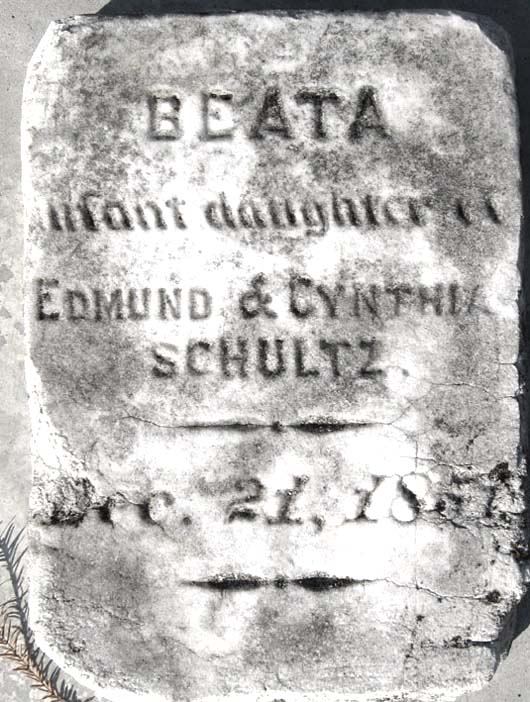 BEATA
infant daughter of
EDMUND & CYNTHIA
SCHULTZ.
Dec. 21,